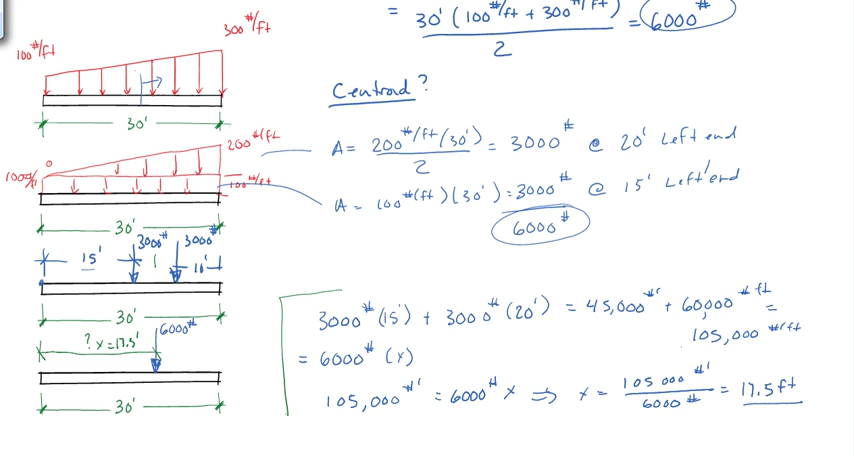 = 30' (100#/ft + 300#/ft) = 6000#
2
300#/ft
100#/ft
30'
Centroid?
200#/ft
0
100#/ft
100#/ft
30'
A = 200#/ft (30') = 3000# @ 20' Left end
2
A = 100#(ft) (30') = 3000# @ 15' Left end
6000#
3000#
3000#
15'
10'
30'
3000#(15') + 3000#(20') = 45,000#' + 60,000#ft =
105,000#ft
= 6000#(x)
105,000#' = 6000# x ⇒ x = 105 000#' = 17.5ft
6000#
6000#
? x = 17.5'
30'